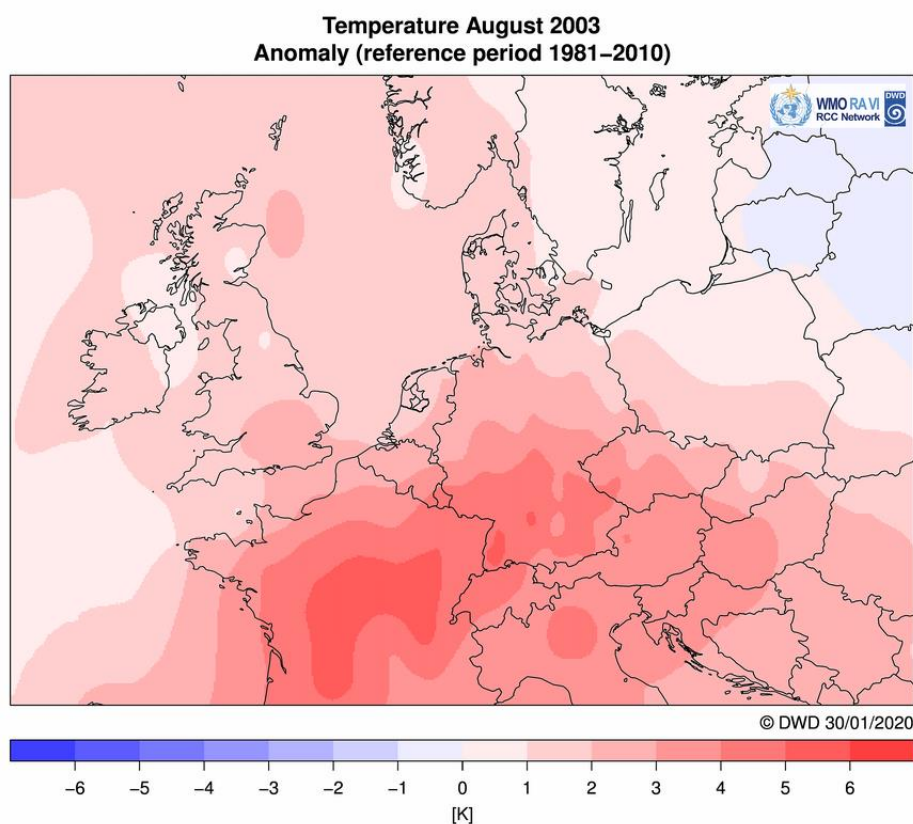 Temperature August 2003
Anomaly (reference period 1981−2010)
WMO RA VI
RCC Network
DWD
© DWD 30/01/2020
−6 −5 −4 −3 −2 −1 0 1 2 3 4 5 6
[K]